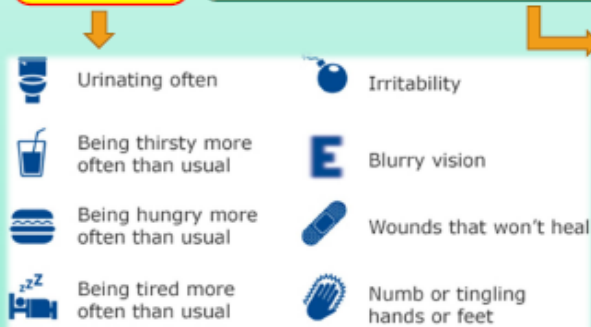 Urinating often
Being thirsty more
often than usual
Being hungry more
often than usual
zzZ
Being tired more
often than usual
Irritability
E
Blurry vision
Wounds that won't heal
Numb or tingling
hands or feet